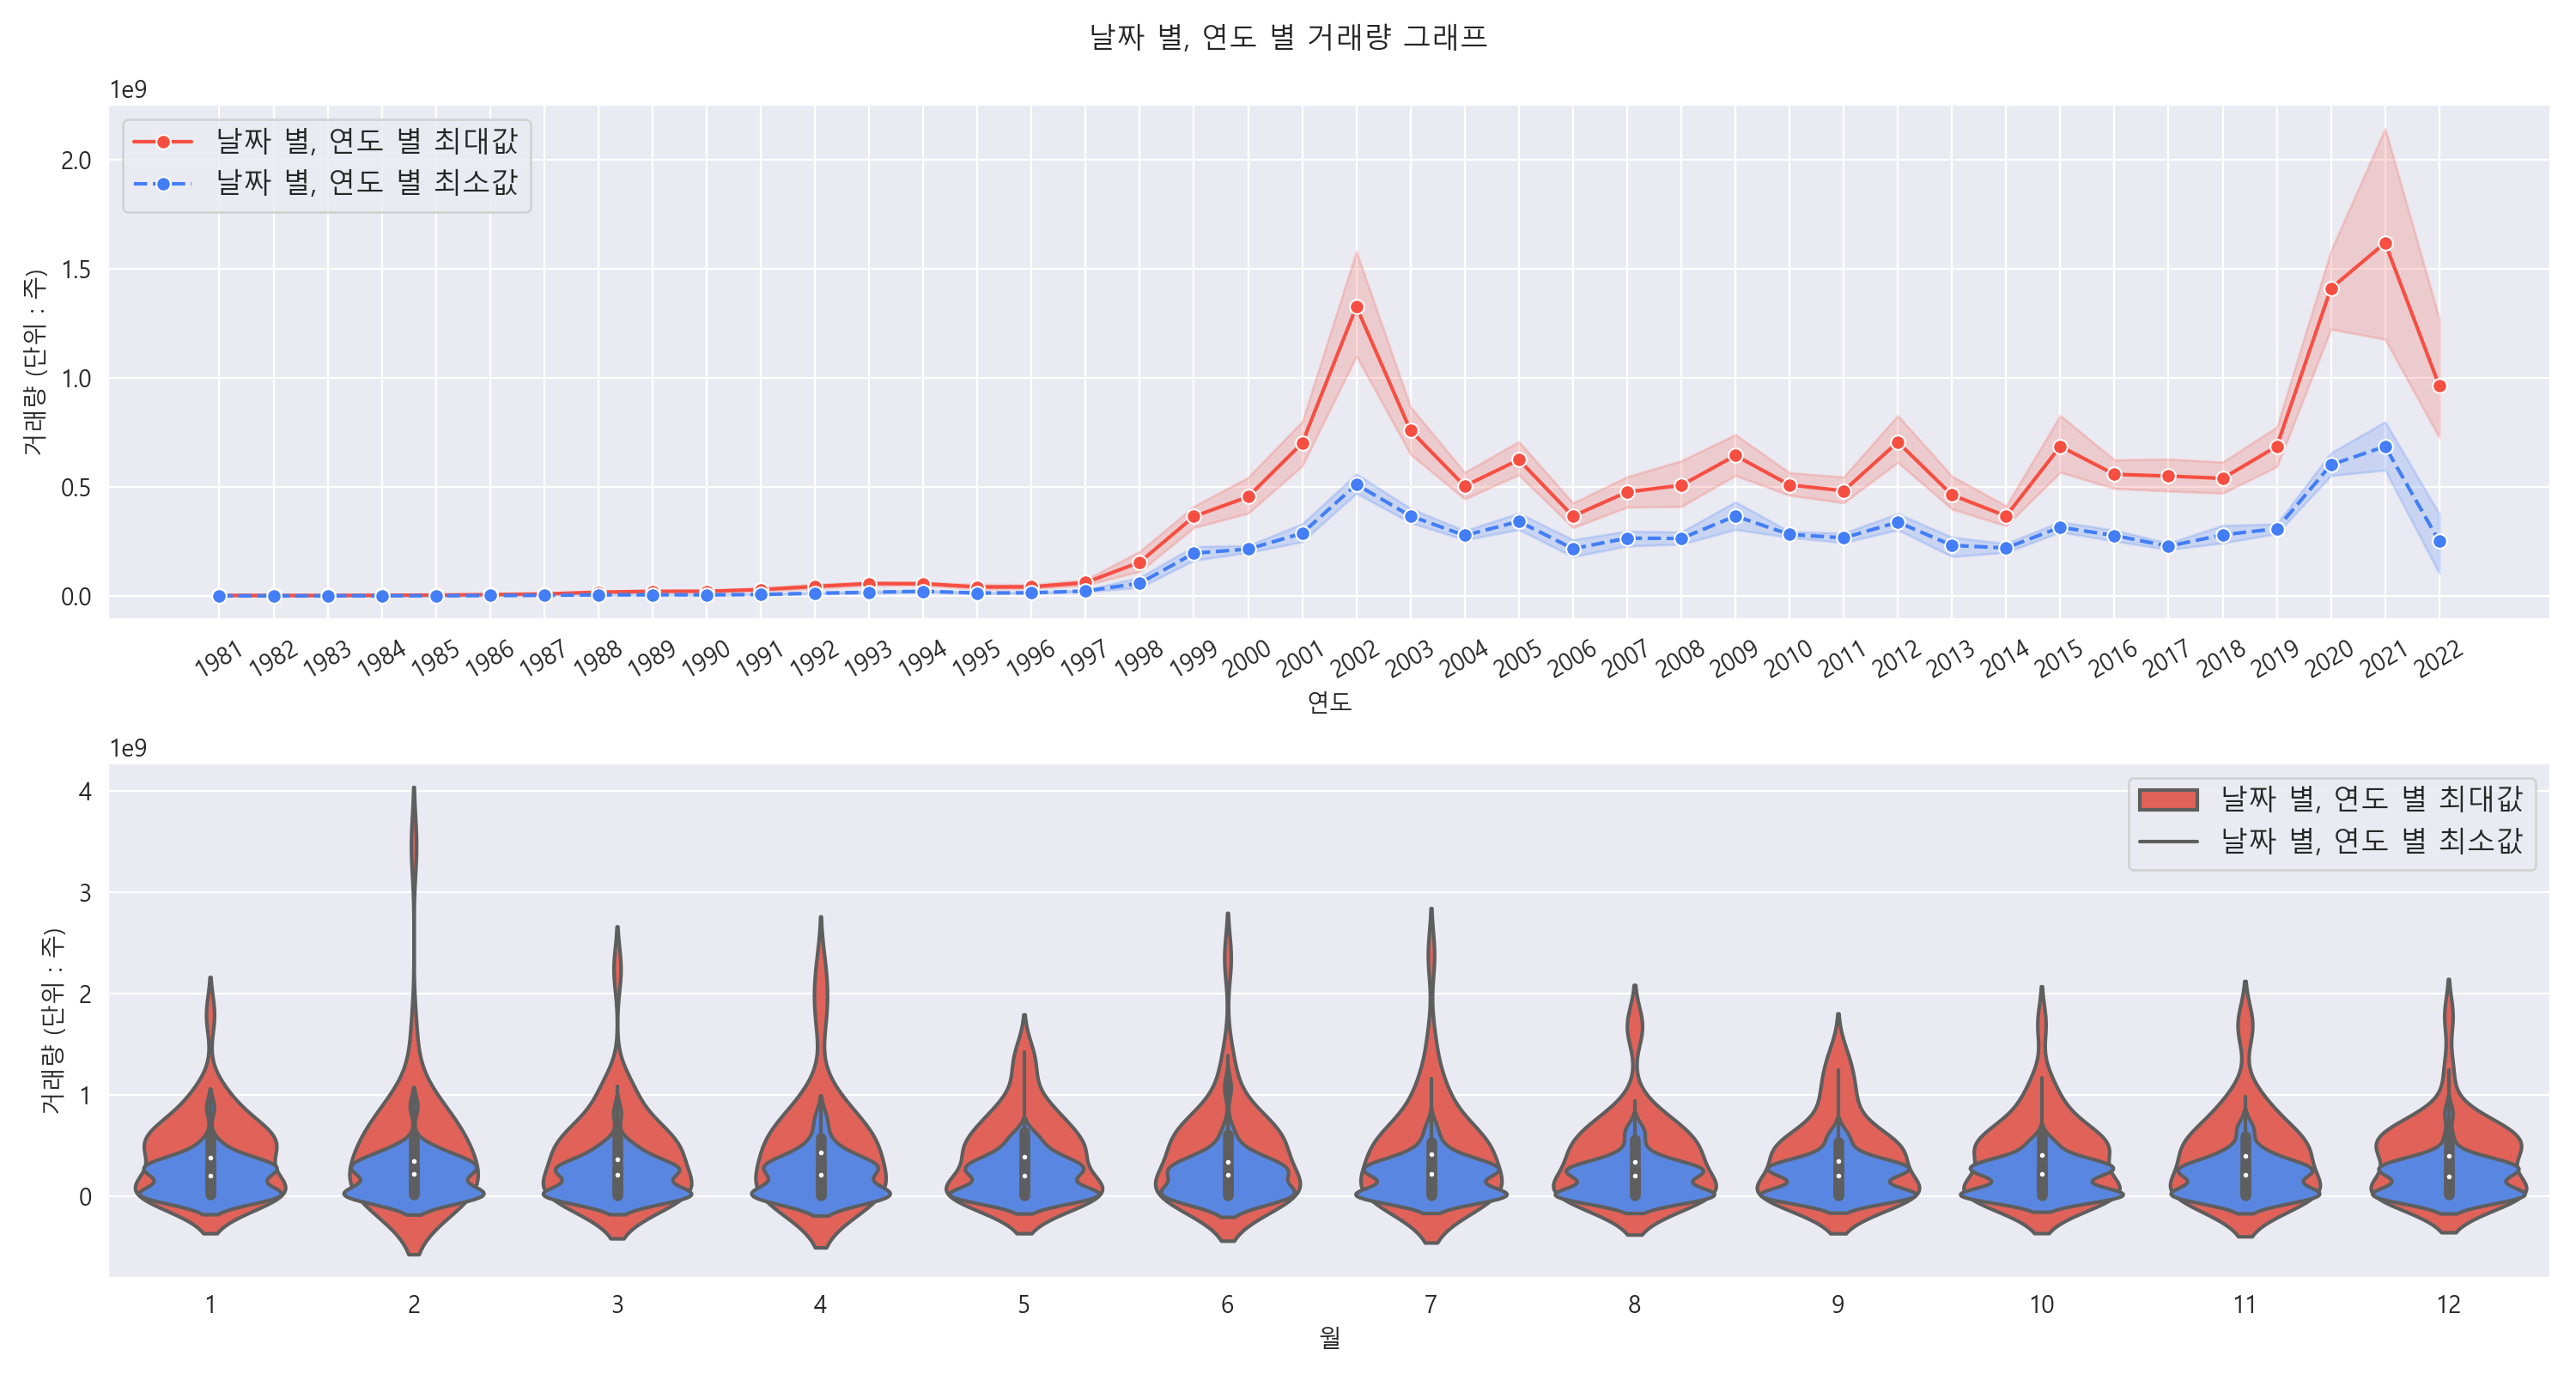 날짜 별, 연도 별 거래량 그래프
1e9
날짜 별, 연도 별 최대값
날짜 별, 연도 별 최소값
2.0
1.5
1.0
0.5
0.0
거래량 (단위 : 주)
1981 1982 1983 1984 1985 1986 1987 1988 1989 1990 1991 1992 1993 1994 1995 1996 1997 1998 1999 2000 2001 2002 2003 2004 2005 2006 2007 2008 2009 2010 2011 2012 2013 2014 2015 2016 2017 2018 2019 2020 2021 2022
연도
1e9
날짜 별, 연도 별 최대값
날짜 별, 연도 별 최소값
4
3
2
1
0
거래량 (단위 : 주)
1 2 3 4 5 6 7 8 9 10 11 12
월